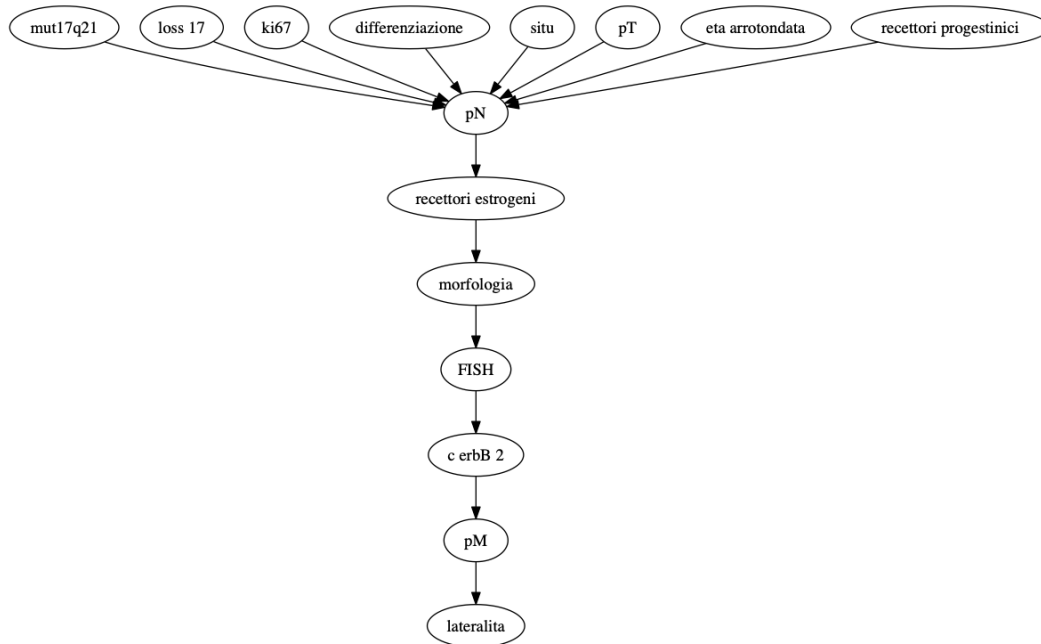 mut17q21
loss 17
ki67
differenziazione
situ
pT
eta arrotondata
recettori progestinici
pN
recettori estrogeni
morfologia
FISH
c erbB 2
pM
lateralita